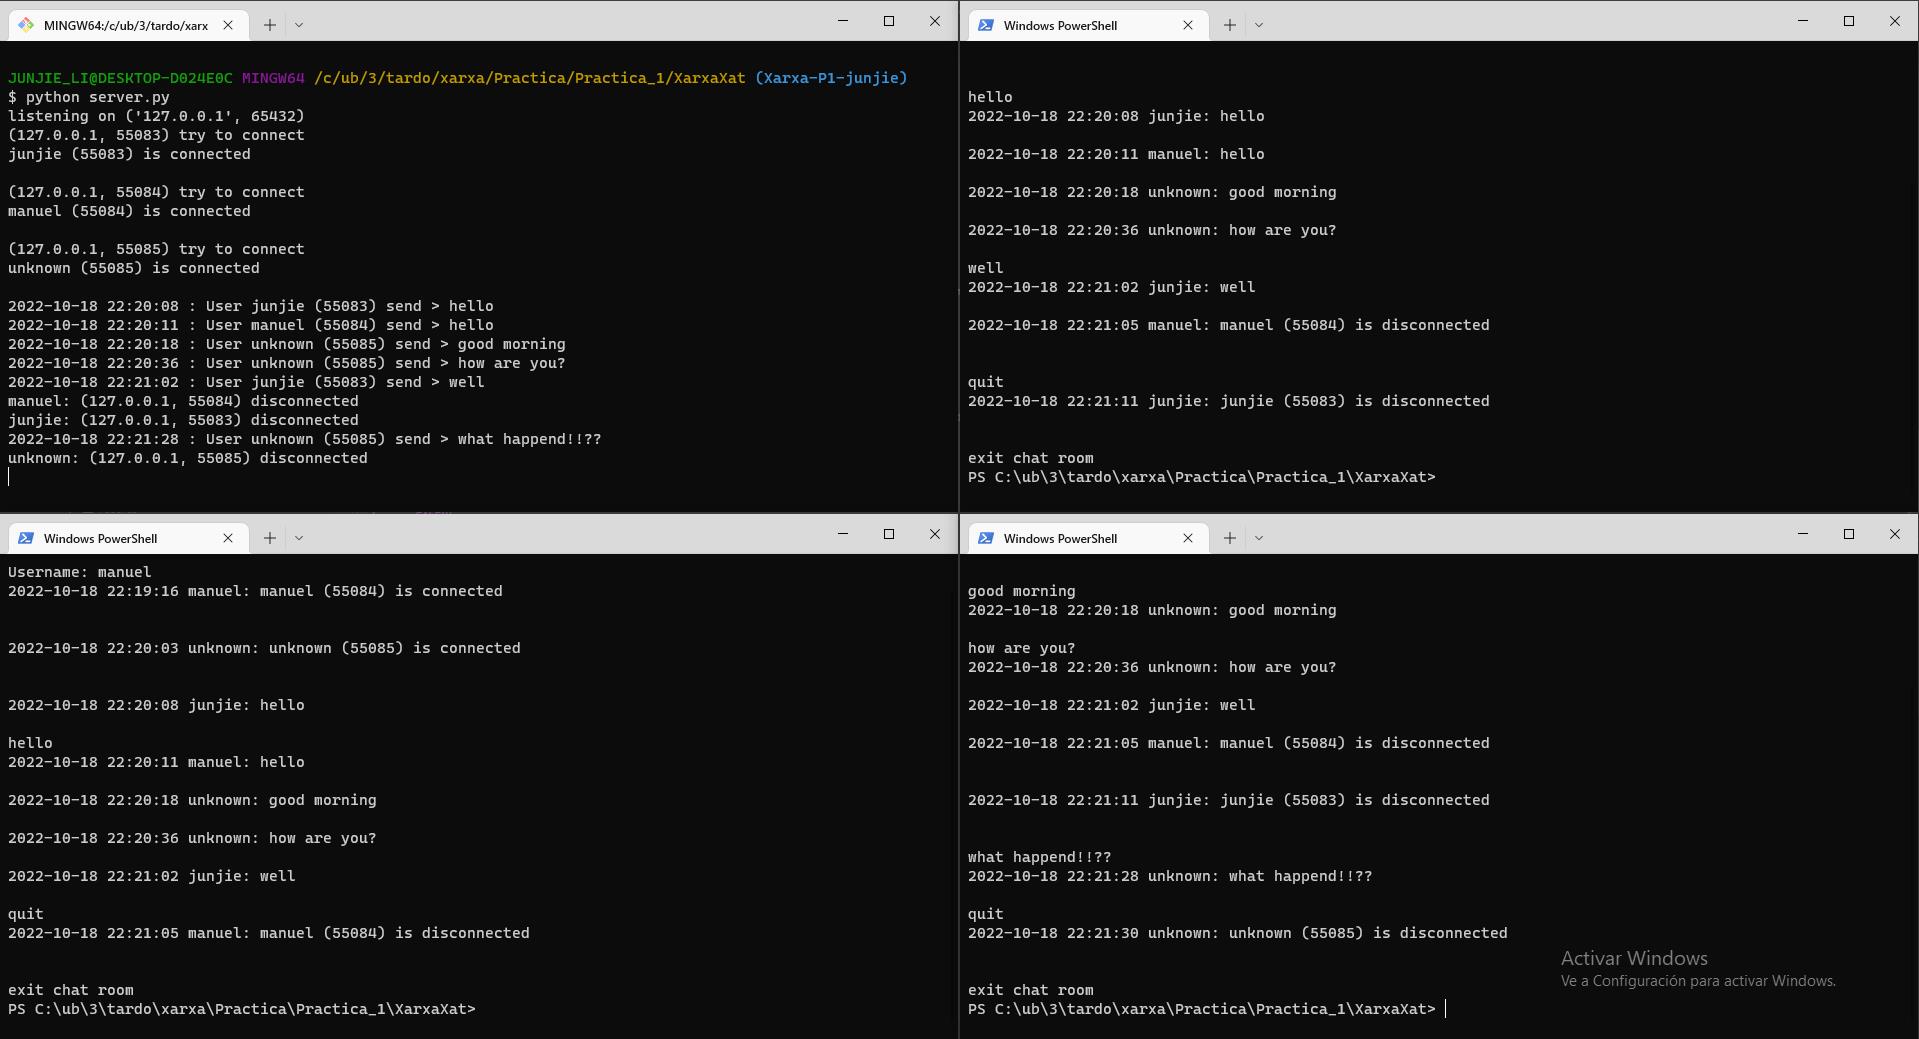 MINGW64:/c/ub/3/tardo/xarx
JUNJIE_LI@DESKTOP-D024E0C MINGW64 /c/ub/3/tardo/xarxa/Practica/Practica_1/XarxaXat (Xarxa-P1-junjie)
$ python server.py
listening on ('127.0.0.1', 65432)
(127.0.0.1, 55083) try to connect
junjie (55083) is connected
(127.0.0.1, 55084) try to connect
manuel (55084) is connected
(127.0.0.1, 55085) try to connect
unknown (55085) is connected
2022-10-18 22:20:08 : User junjie (55083) send > hello
2022-10-18 22:20:11 : User manuel (55084) send > hello
2022-10-18 22:20:18 : User unknown (55085) send > good morning
2022-10-18 22:20:36 : User unknown (55085) send > how are you?
2022-10-18 22:21:02 : User junjie (55083) send > well
manuel: (127.0.0.1, 55084) disconnected
junjie: (127.0.0.1, 55083) disconnected
2022-10-18 22:21:28 : User unknown (55085) send > what happend!!??
unknown: (127.0.0.1, 55085) disconnected
Windows PowerShell
hello
2022-10-18 22:20:08 junjie: hello
2022-10-18 22:20:11 manuel: hello
2022-10-18 22:20:18 unknown: good morning
2022-10-18 22:20:36 unknown: how are you?
well
2022-10-18 22:21:02 junjie: well
2022-10-18 22:21:05 manuel: manuel (55084) is disconnected
quit
2022-10-18 22:21:11 junjie: junjie (55083) is disconnected
exit chat room
PS C:\ub\3\tardo\xarxa\Practica\Practica_1\XarxaXat>
Windows PowerShell
Username: manuel
2022-10-18 22:19:16 manuel: manuel (55084) is connected
2022-10-18 22:20:03 unknown: unknown (55085) is connected
2022-10-18 22:20:08 junjie: hello
hello
2022-10-18 22:20:11 manuel: hello
2022-10-18 22:20:18 unknown: good morning
2022-10-18 22:20:36 unknown: how are you?
2022-10-18 22:21:02 junjie: well
quit
2022-10-18 22:21:05 manuel: manuel (55084) is disconnected
exit chat room
PS C:\ub\3\tardo\xarxa\Practica\Practica_1\XarxaXat>
Windows PowerShell
good morning
2022-10-18 22:20:18 unknown: good morning
how are you?
2022-10-18 22:20:36 unknown: how are you?
2022-10-18 22:21:02 junjie: well
2022-10-18 22:21:05 manuel: manuel (55084) is disconnected
2022-10-18 22:21:11 junjie: junjie (55083) is disconnected
what happend!!??
2022-10-18 22:21:28 unknown: what happend!!??
quit
2022-10-18 22:21:30 unknown: unknown (55085) is disconnected
exit chat room
PS C:\ub\3\tardo\xarxa\Practica\Practica_1\XarxaXat>
Activar Windows
Ve a Configuración para activar Windows.